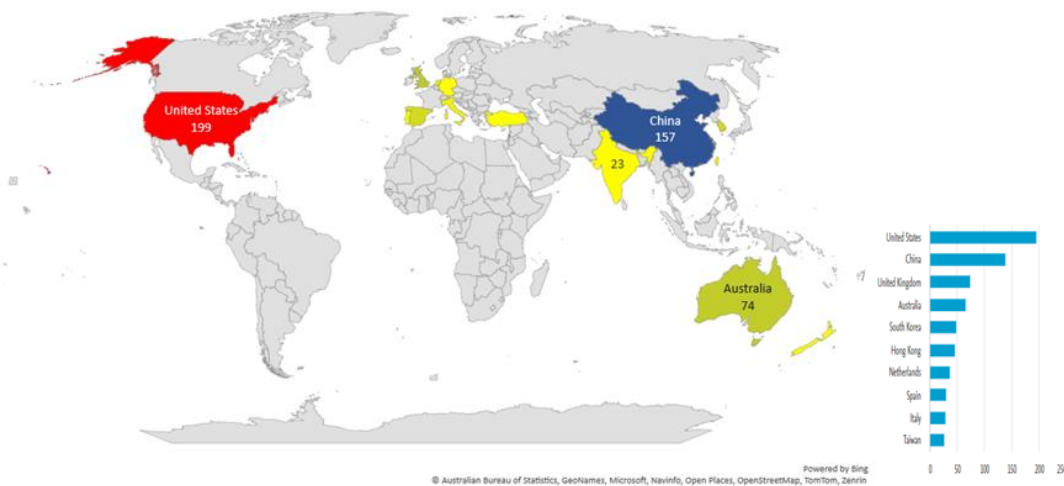 United States
199
China
157
23
Australia
74
United States
China
United Kingdom
Australia
South Korea
Hong Kong
Netherlands
Spain
Italy
Taiwan
0 50 100 150 200 250
Powered by Bing
© Australian Bureau of Statistics, GeoNames, Microsoft, Navinfo, Open Places, OpenStreetMap, TomTom, Zenrin